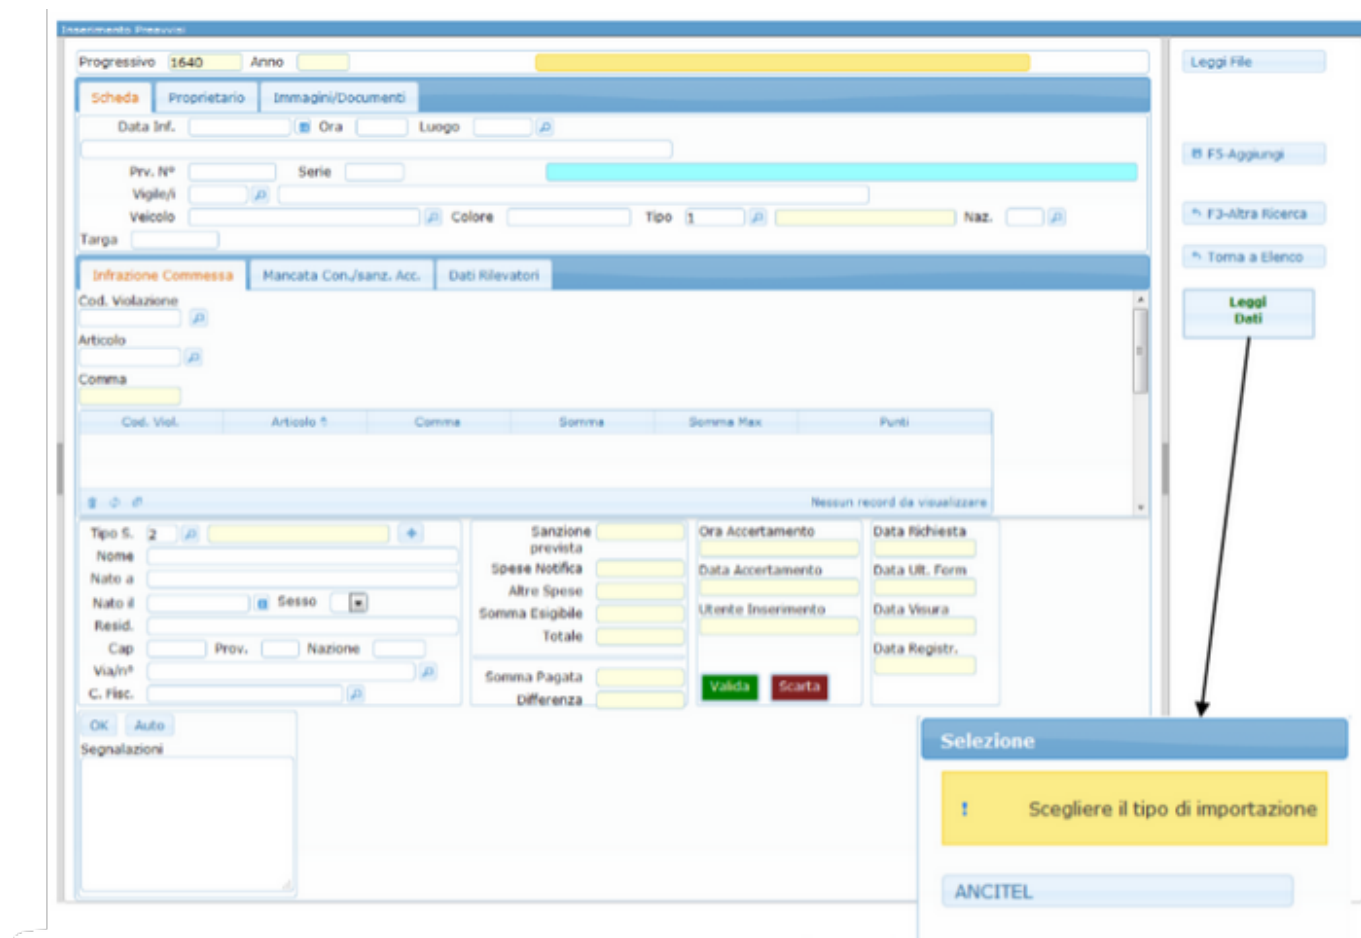 Inserimento Preavvisi
Progressivo 1640 Anno
Leggi File
Scheda Proprietario Immagini/Documenti
Data Inf. Ora Luogo
F5-Aggiungi
Prv. Nº Serie
Vigile/i
Veicolo Colore Tipo 1 Naz.
F3-Altra Ricerca
Targa
Torna a Elenco
Infrazione Commessa Mancata Con./sanz. Acc. Dati Rilevatori
Cod. Violazione
Leggi
Dati
Articolo
Comma
Cod. Viol. Articolo Comma Somma Somma Max Punti
Nessun record da visualizzare
Tipo S. 2
Nome
Nato a
Nato il Sesso
Resid.
Cap Prov. Nazione
Via/nº
C. Fisc.
Sanzione
prevista
Spese Notifica
Altre Spese
Somma Esigibile
Totale
Somma Pagata
Differenza
Ora Accertamento
Data Accertamento
Utente Inserimento
Valida Scarta
Data Richiesta
Data Ult. Form
Data Visura
Data Registr.
OK Auto
Segnalazioni
Selezione
! Scegliere il tipo di importazione
ANCITEL